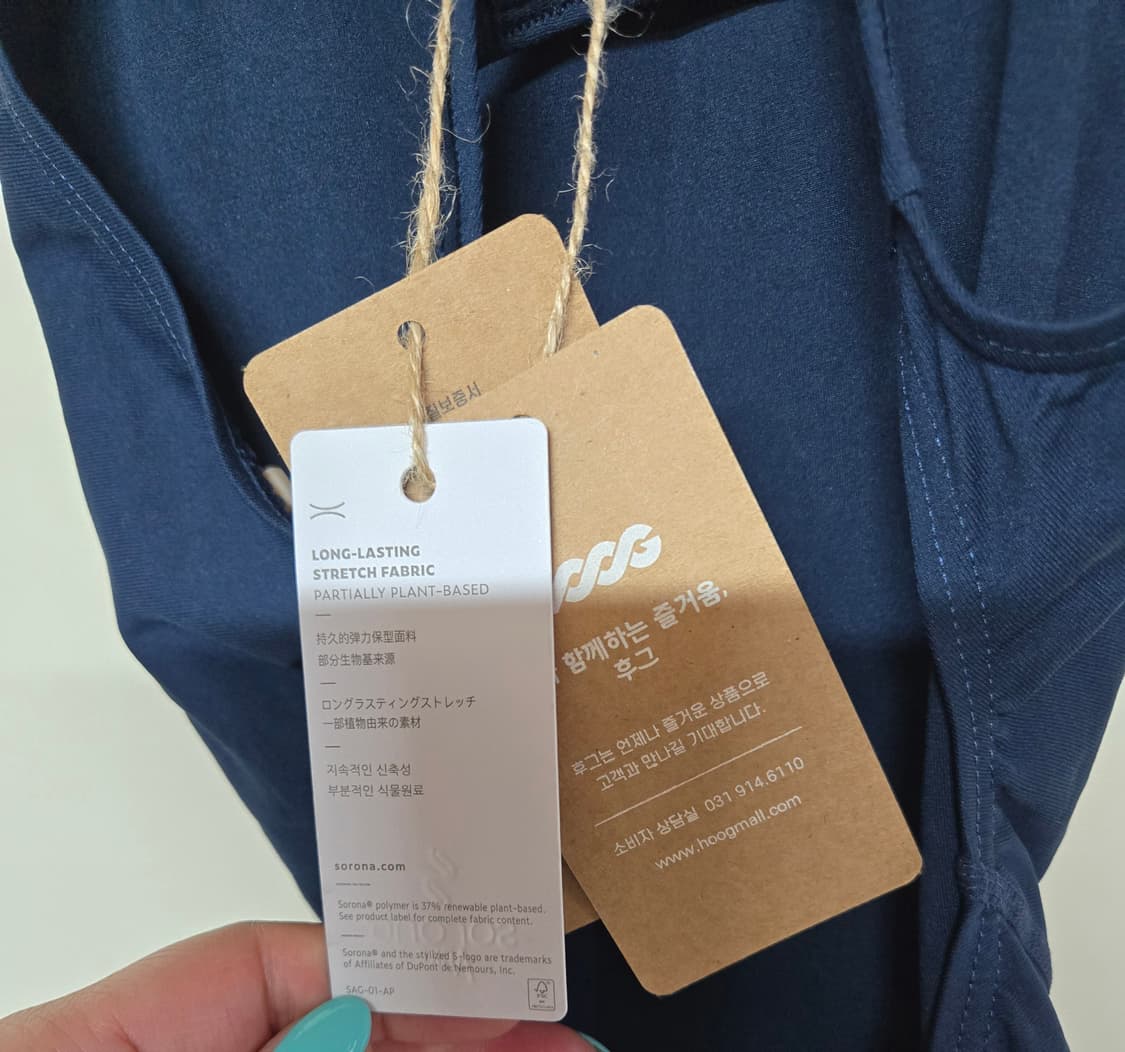 LONG-LASTING
STRETCH FABRIC
PARTIALLY PLANT-BASED
持久的弹力保型面料
部分生物基来源
ロングラスティングストレッチ
一部植物由来の素材
지속적인 신축성
부분적인 식물원료
sorona.com
Sorona® polymer is 37% renewable plant-based.
See product label for complete fabric content.
Sorona® and the stylized S-logo are trademarks
of Affiliates of DuPont de Nemours, Inc.
SAG-01-AP
FSC
질보증서
함께하는 즐거움,
후그
후그는 언제나 즐거운 상품으로
고객과 만나길 기대합니다.
소비자 상담실 031 914.6110
www.hoogmall.com